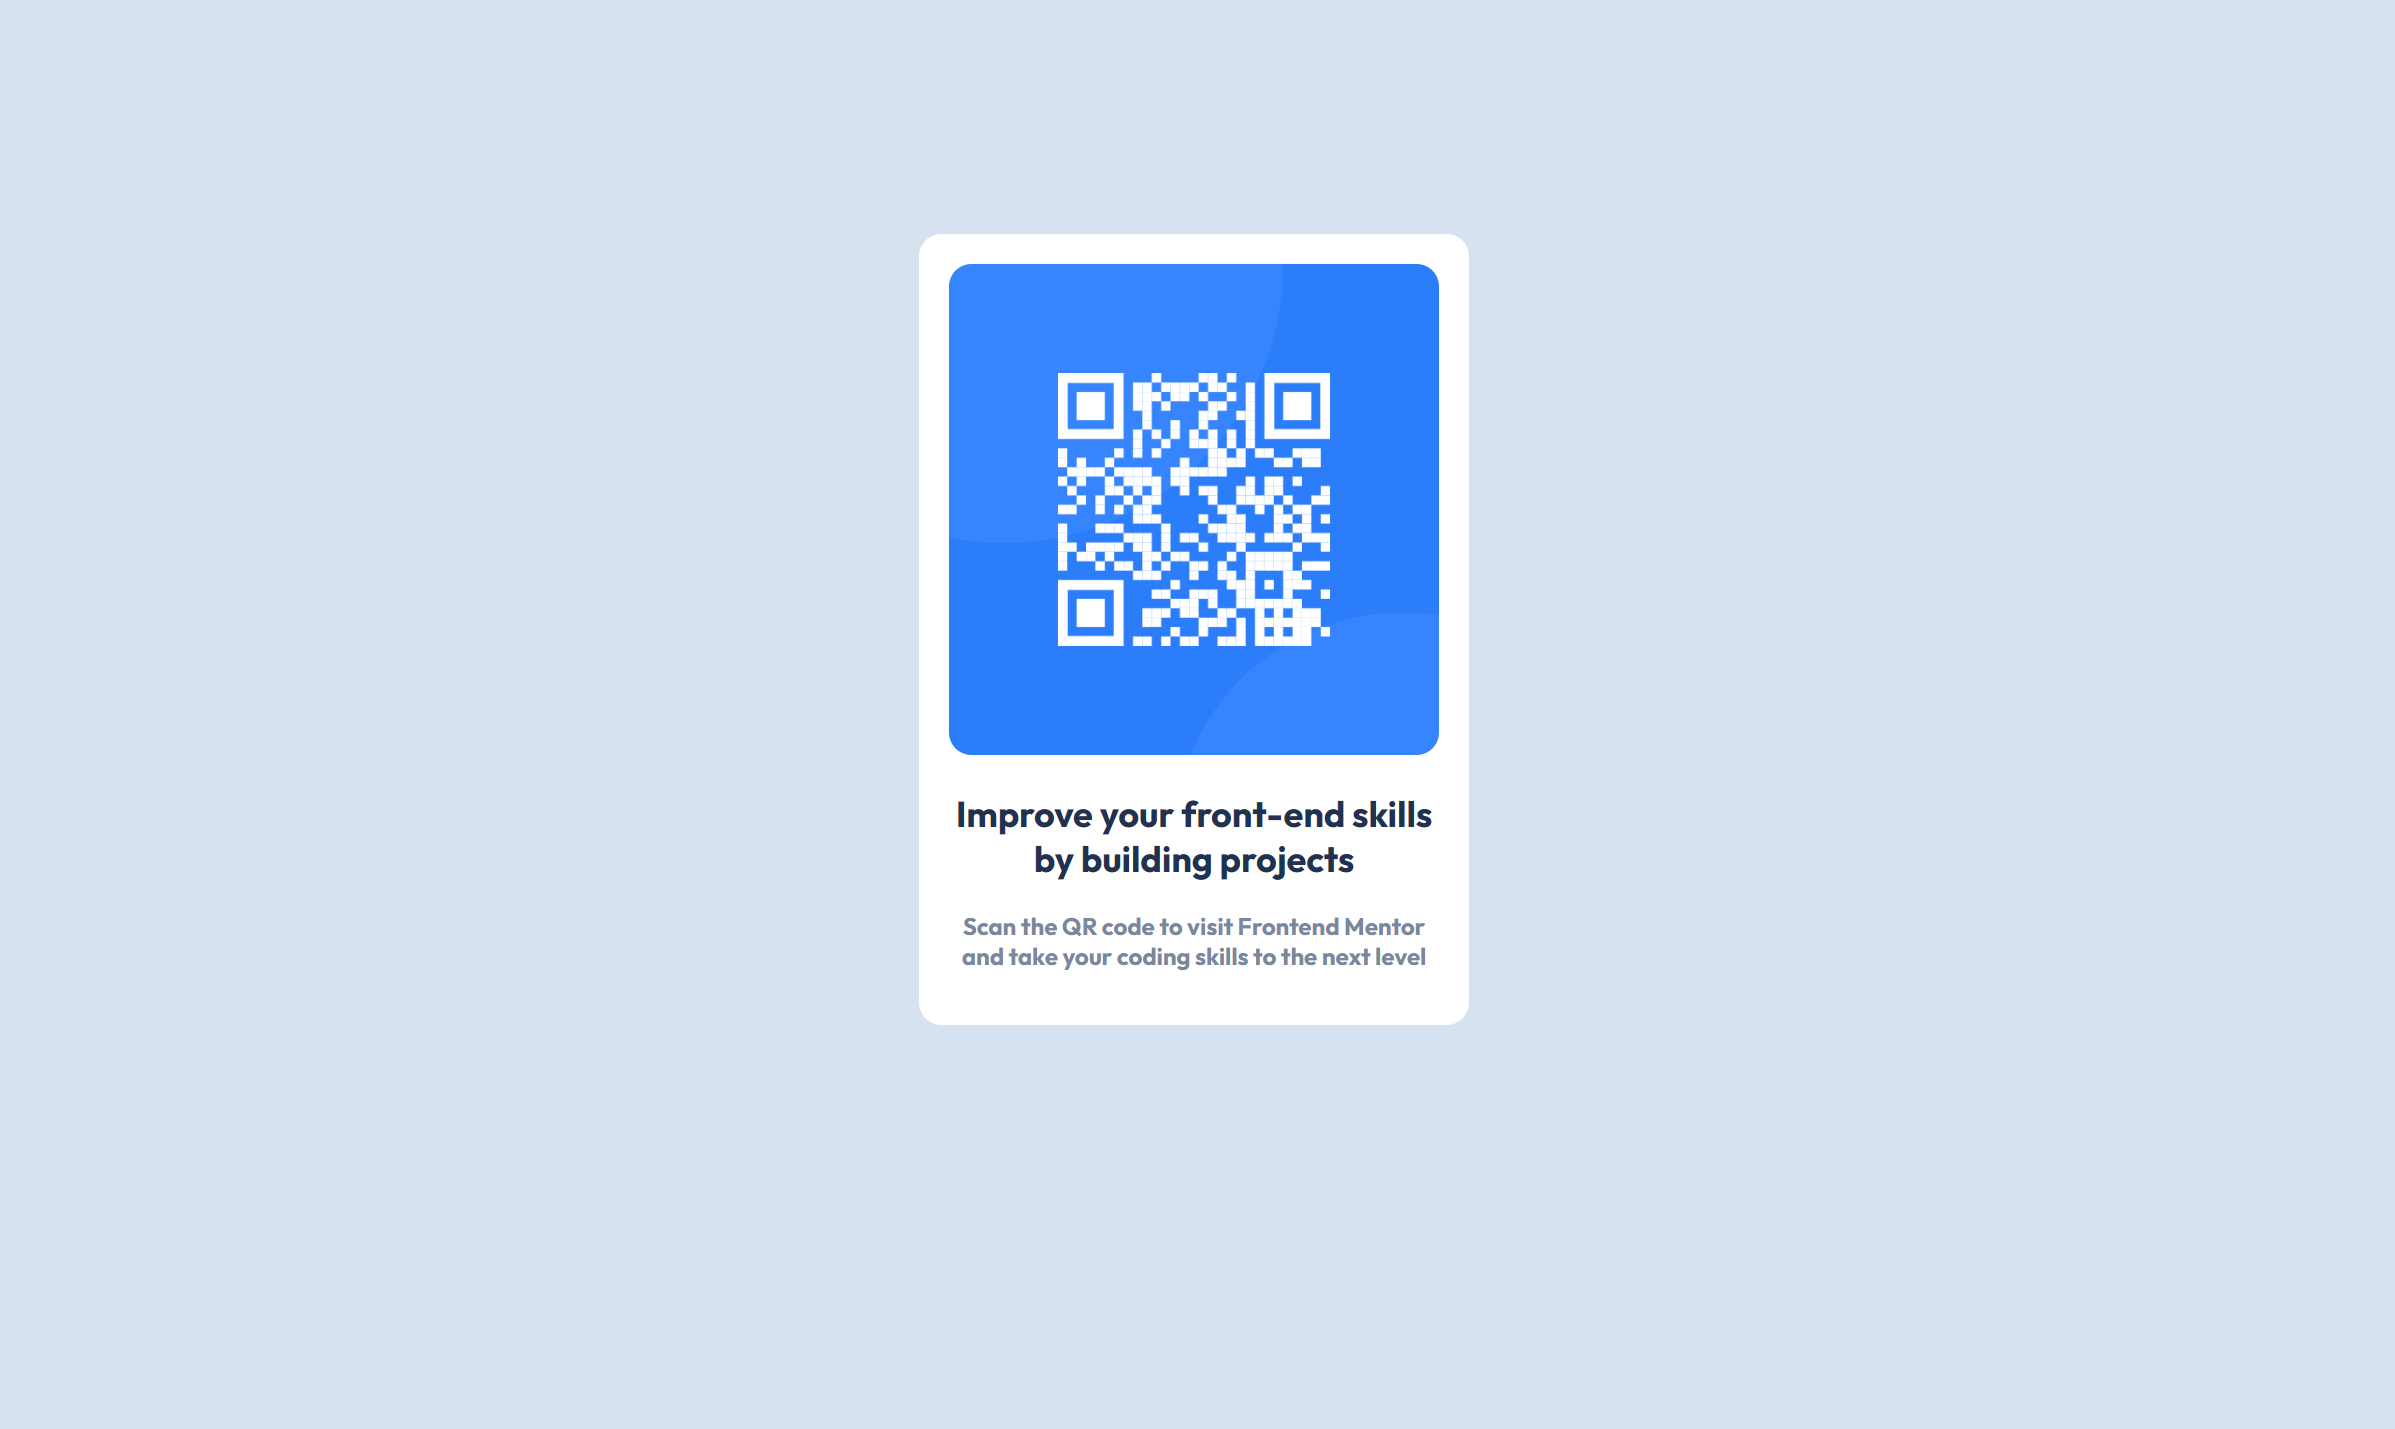 Improve your front-end skills
by building projects
Scan the QR code to visit Frontend Mentor
and take your coding skills to the next level